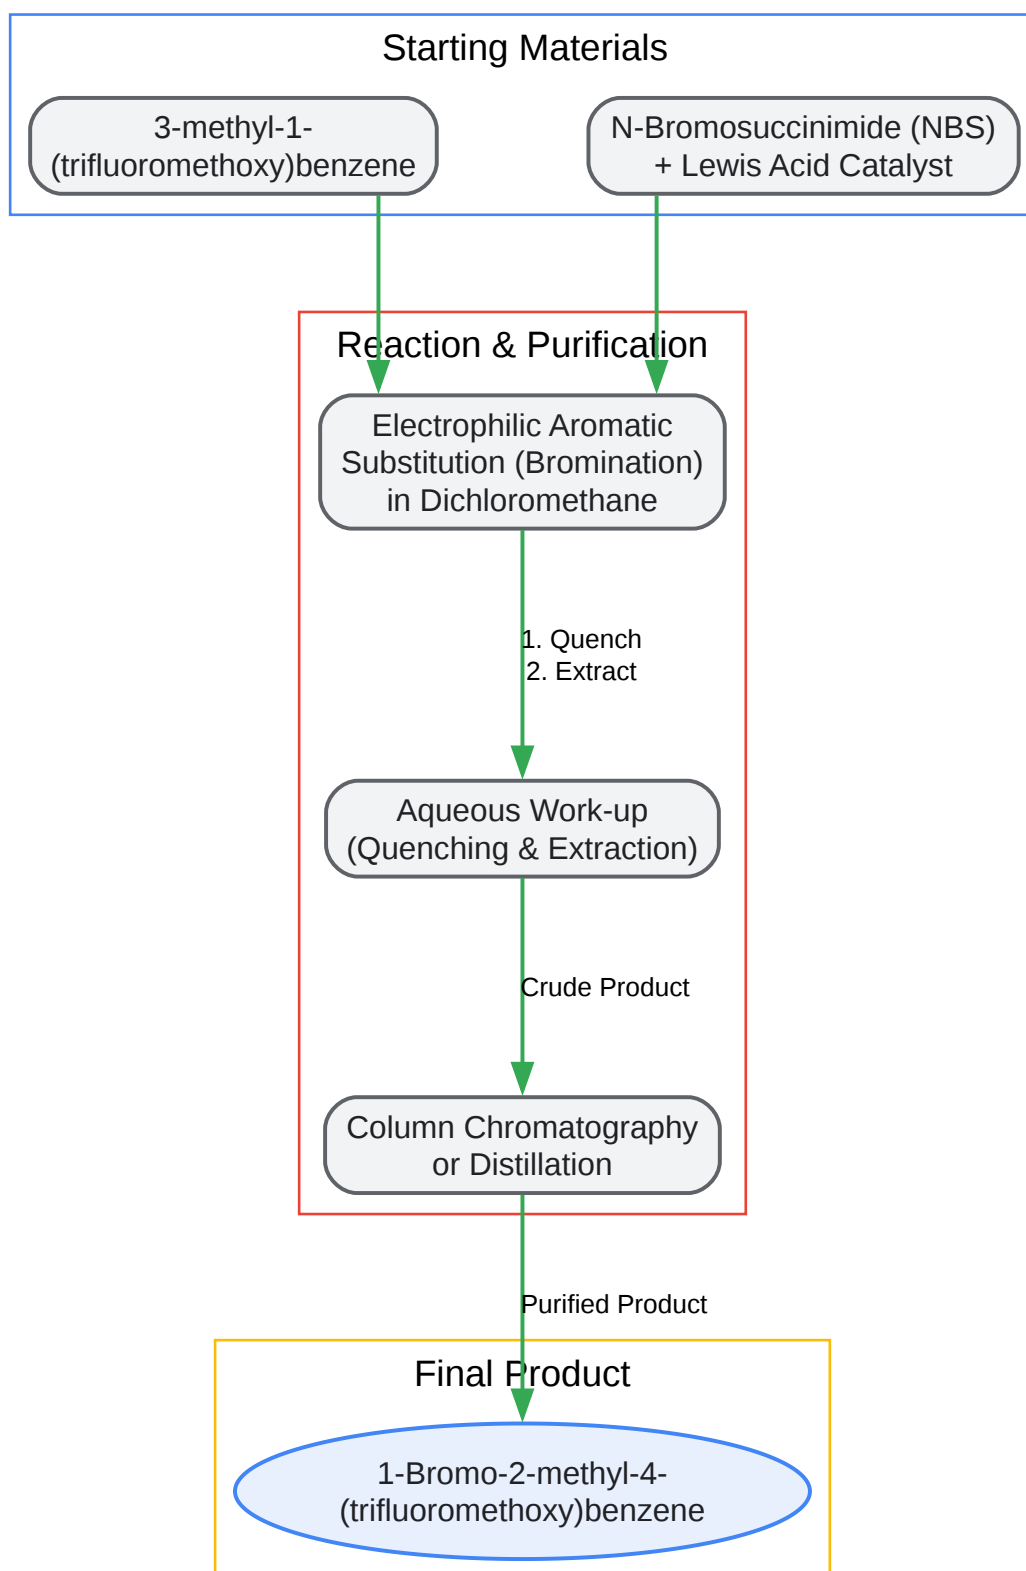 Starting Materials
3-methyl-1-
(trifluoromethoxy)benzene
N-Bromosuccinimide (NBS)
+ Lewis Acid Catalyst
Reaction & Purification
Electrophilic Aromatic
Substitution (Bromination)
in Dichloromethane
1. Quench
2. Extract
Aqueous Work-up
(Quenching & Extraction)
Crude Product
Column Chromatography
or Distillation
Purified Product
Final Product
1-Bromo-2-methyl-4-
(trifluoromethoxy)benzene